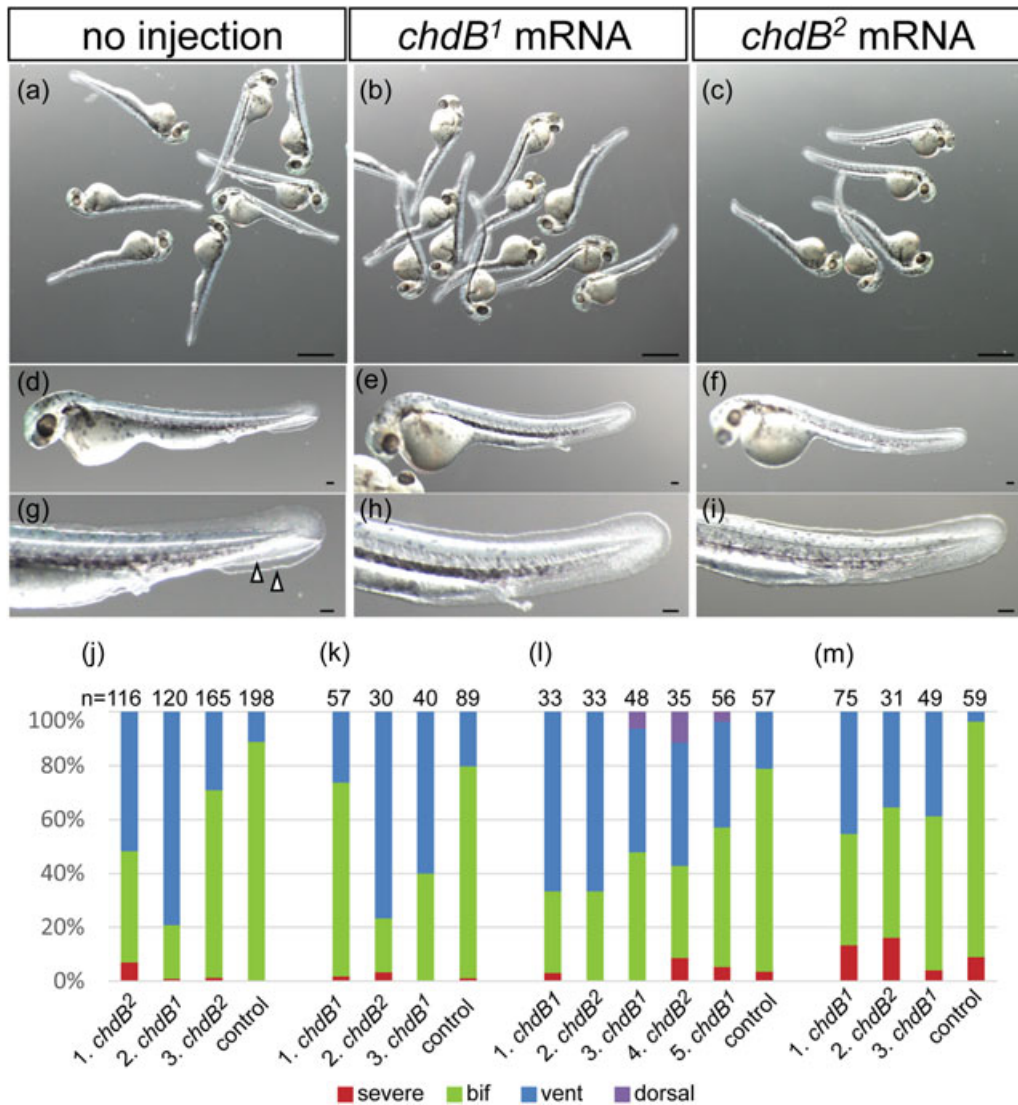 no injection chdB¹ mRNA chdB² mRNA
(a) (b) (c)
(d) (e) (f)
(g) (h) (i)
(j) (k) (l) (m)
n=116 120 165 198 57 30 40 89 33 33 48 35 56 57 75 31 49 59
100%
80%
60%
40%
20%
0%
1. chdB² 2. chdB¹ 3. chdB² control 1. chdB¹ 2. chdB² 3. chdB¹ control 1. chdB¹ 2. chdB² 3. chdB¹ 4. chdB² 5. chdB¹ control 1. chdB¹ 2. chdB² 3. chdB¹ control
severe bif vent dorsal